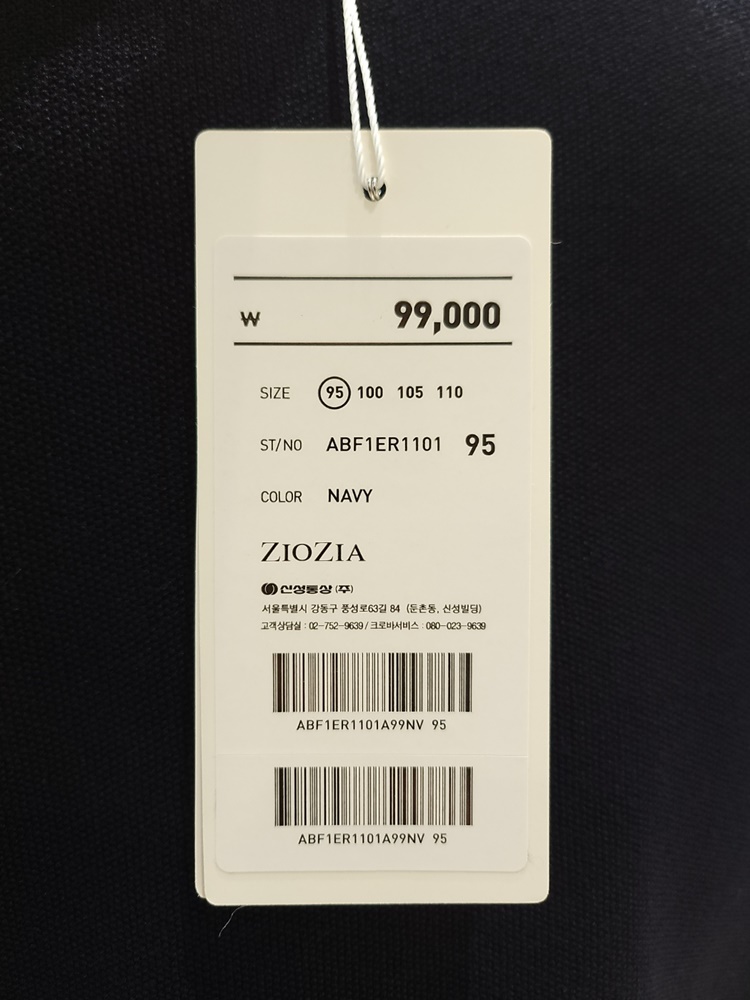 ₩ 99,000
SIZE 95 100 105 110
ST/NO ABF1ER1101 95
COLOR NAVY
ZIOZIA
신성통상(주)
서울특별시 강동구 풍성로63길 84 (둔촌동, 신성빌딩)
고객상담실 : 02-752-9639 / 크로바서비스 : 080-023-9639
ABF1ER1101A99NV 95
ABF1ER1101A99NV 95